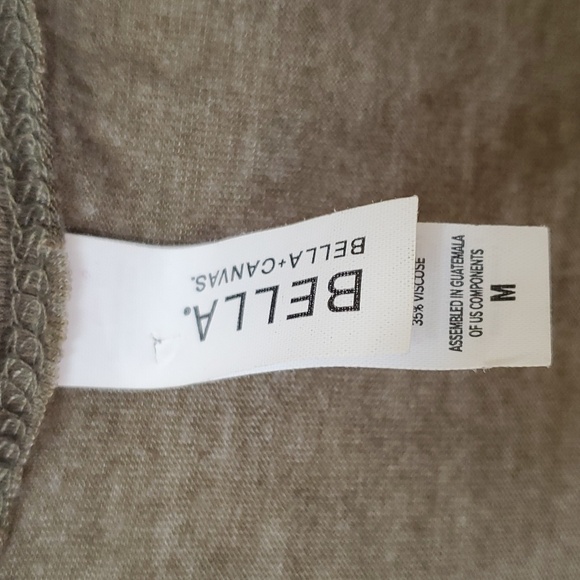 BELLA.
BELLA+CANVAS.
35% VISCOSE
ASSEMBLED IN GUATEMALA
OF US COMPONENTS
M